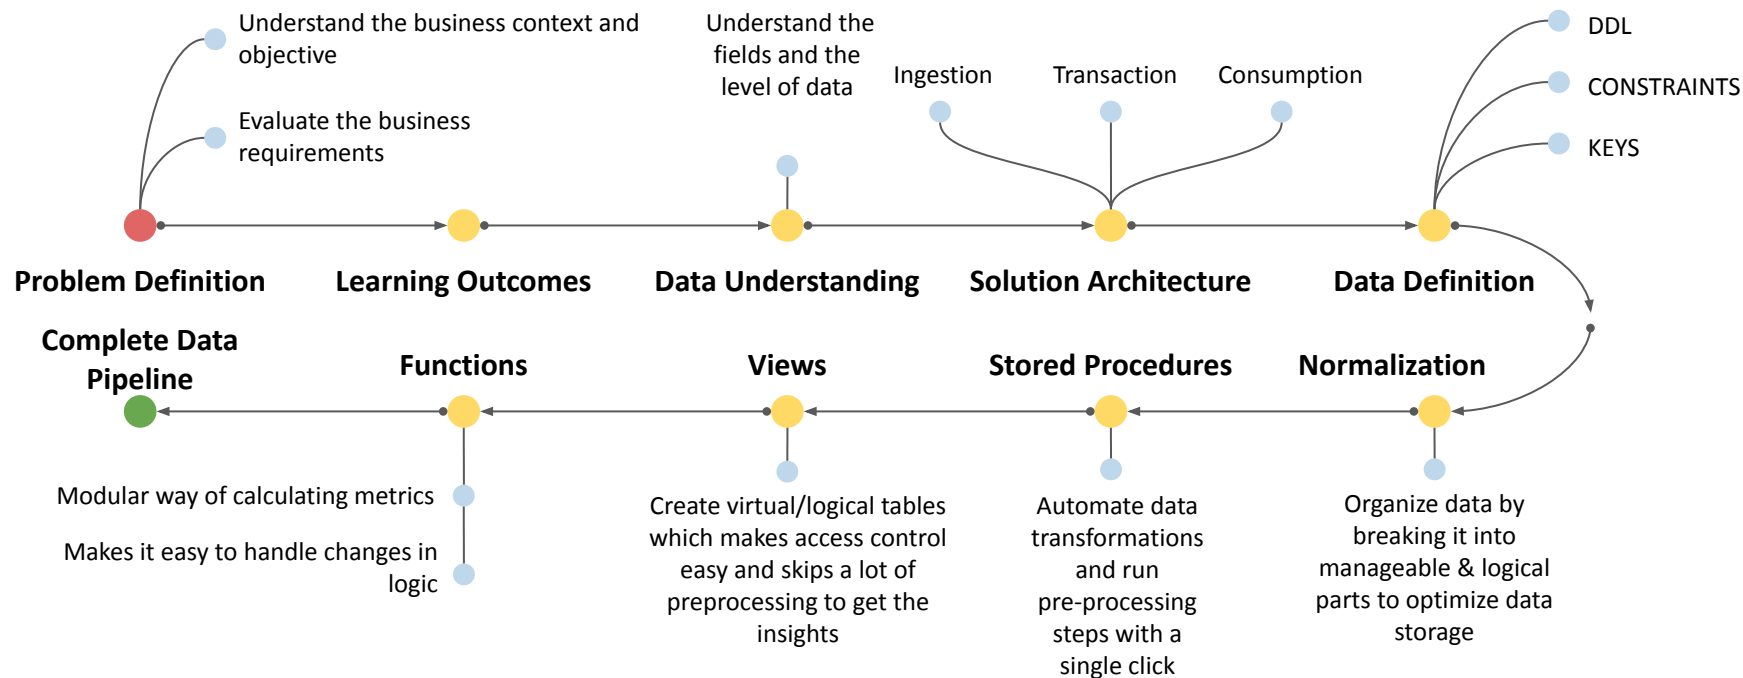 Understand the business context and
objective
Evaluate the business
requirements
Understand the
fields and the
level of data
Ingestion
Transaction
Consumption
DDL
CONSTRAINTS
KEYS
Problem Definition
Learning Outcomes
Data Understanding
Solution Architecture
Data Definition
Complete Data
Pipeline
Functions
Views
Stored Procedures
Normalization
Modular way of calculating metrics
Makes it easy to handle changes in
logic
Create virtual/logical tables
which makes access control
easy and skips a lot of
preprocessing to get the
insights
Automate data
transformations
and run
pre-processing
steps with a
single click
Organize data by
breaking it into
manageable & logical
parts to optimize data
storage